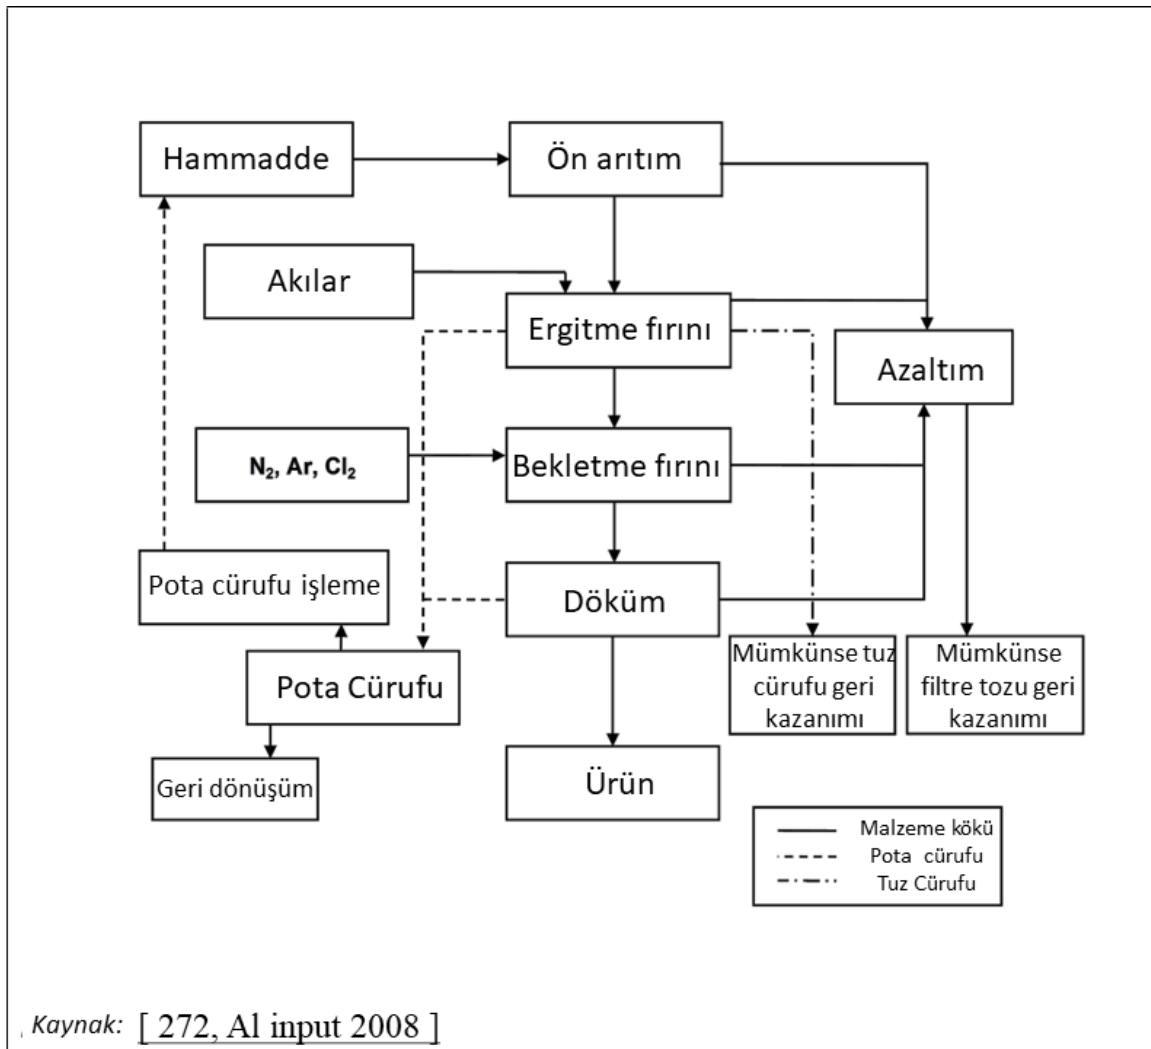 Hammadde
Ön arıtım
Akılar
Ergitme fırını
Azaltım
N₂, Ar, Cl₂
Bekletme fırını
Pota cürufu işleme
Döküm
Pota Cürufu
Mümkünse tuz
cürufu geri
kazanımı
Mümkünse
filtre tozu geri
kazanımı
Geri dönüşüm
Ürün
Malzeme kökü
Pota cürufu
Tuz Cürufu
Kaynak: [ 272, Al input 2008 ]